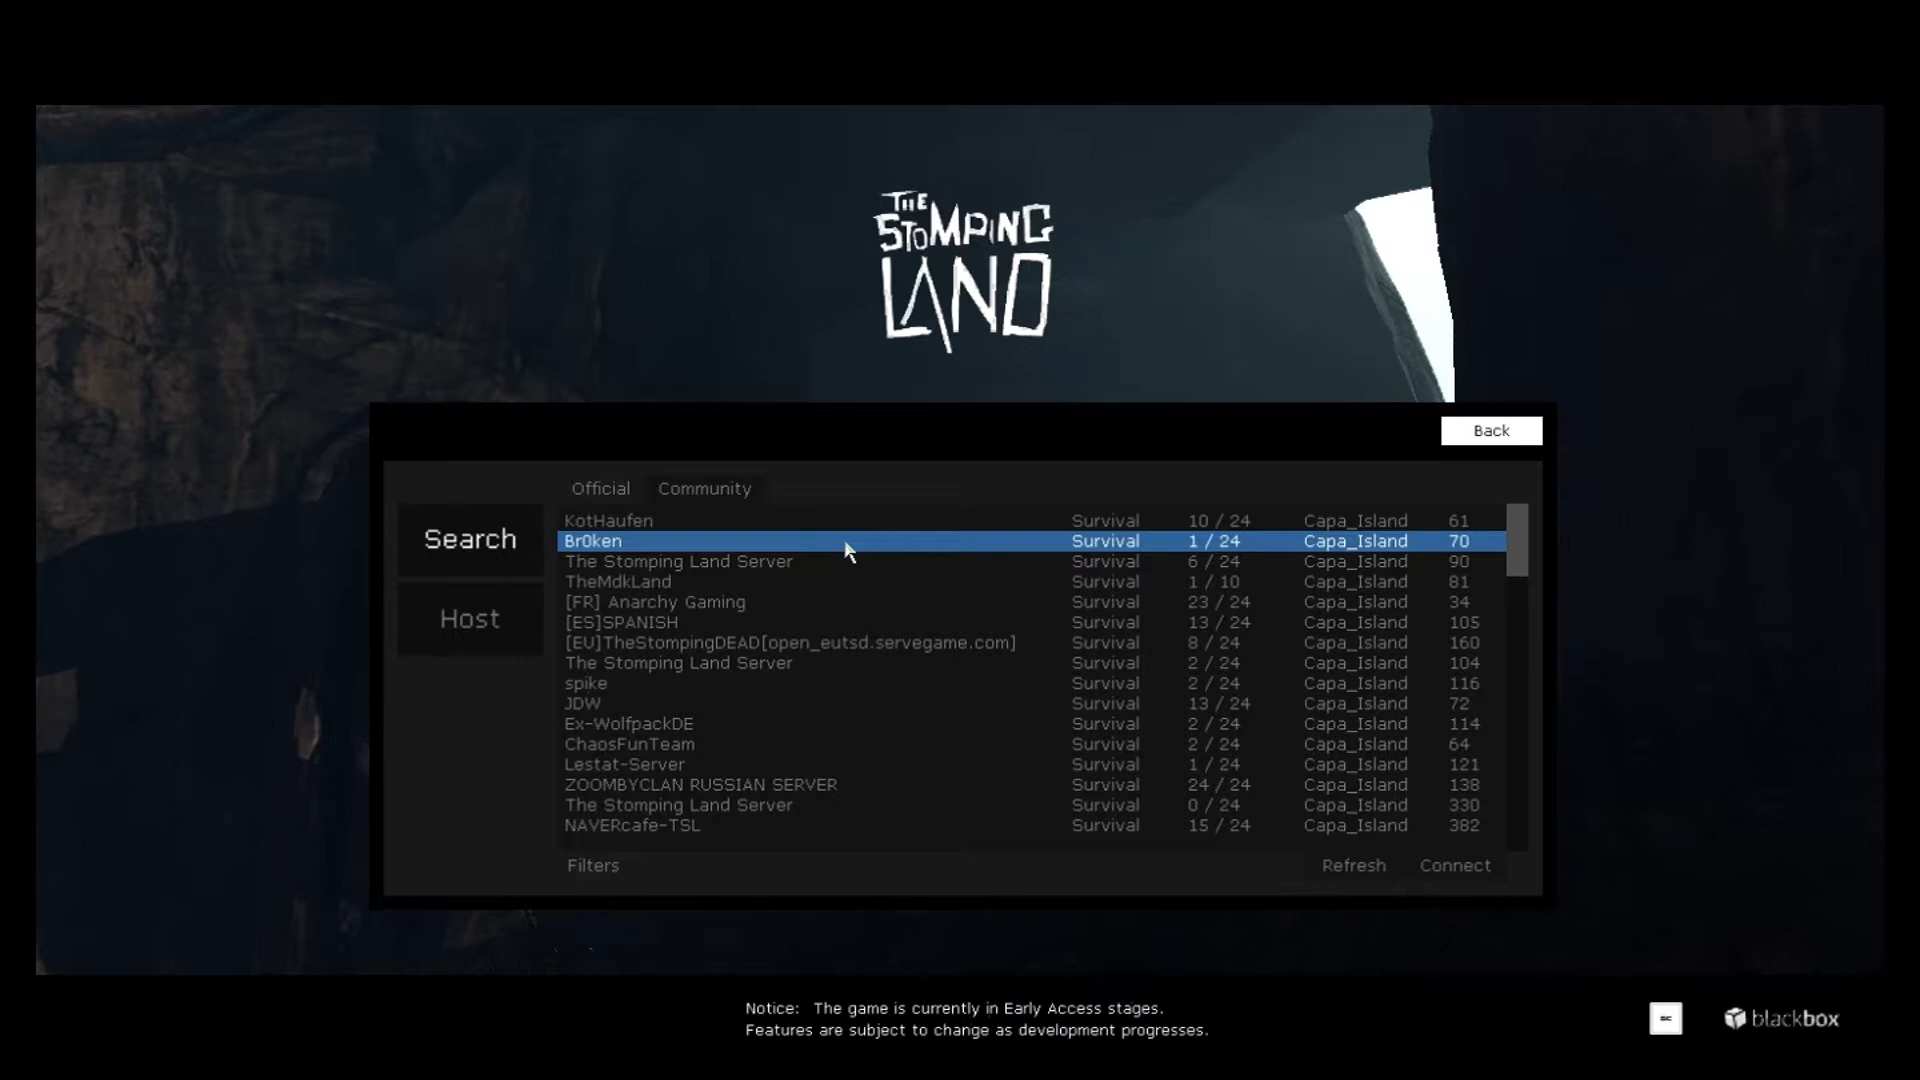 THE
STOMPING
LAND
Back
Official Community
Search
Host
KotHaufen Survival 10 / 24 Capa_Island 61
Br0ken Survival 1 / 24 Capa_Island 70
The Stomping Land Server Survival 6 / 24 Capa_Island 90
TheMdkLand Survival 1 / 10 Capa_Island 81
[FR] Anarchy Gaming Survival 23 / 24 Capa_Island 34
[ES]SPANISH Survival 13 / 24 Capa_Island 105
[EU]TheStompingDEAD[open_eutsd.servegame.com] Survival 8 / 24 Capa_Island 160
The Stomping Land Server Survival 2 / 24 Capa_Island 104
spike Survival 2 / 24 Capa_Island 116
JDW Survival 13 / 24 Capa_Island 72
Ex-WolfpackDE Survival 2 / 24 Capa_Island 114
ChaosFunTeam Survival 2 / 24 Capa_Island 64
Lestat-Server Survival 1 / 24 Capa_Island 121
ZOOMBYCLAN RUSSIAN SERVER Survival 24 / 24 Capa_Island 138
The Stomping Land Server Survival 0 / 24 Capa_Island 330
NAVERcafe-TSL Survival 15 / 24 Capa_Island 382
Filters Refresh Connect
Notice: The game is currently in Early Access stages.
Features are subject to change as development progresses.
blackbox